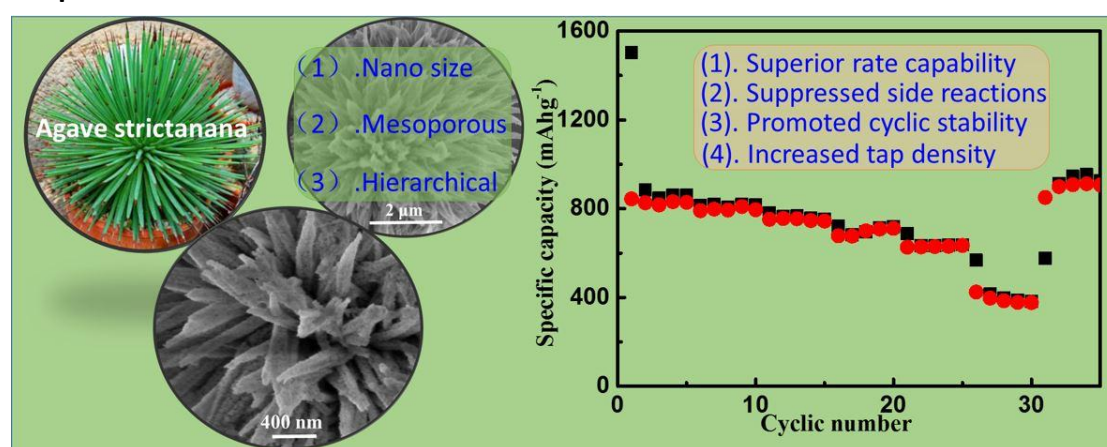 Agave strictanana
（1）.Nano size
（2）.Mesoporous
（3）.Hierarchical
2 μm
400 nm
(1). Superior rate capability
(2). Suppressed side reactions
(3). Promoted cyclic stability
(4). Increased tap density
Specific capacity (mAhg⁻¹)
1600
1200
800
400
0
0
10
20
30
Cyclic number